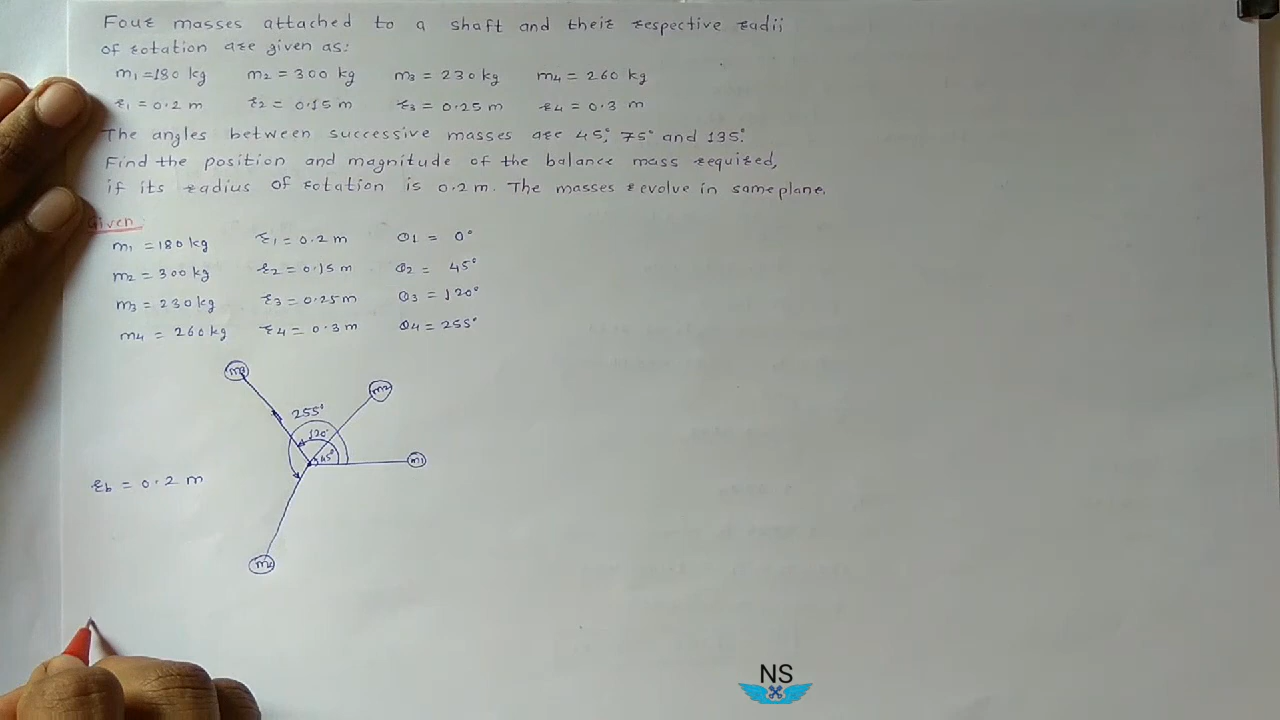 Four masses attached to a shaft and their respective radii
of rotation are given as:
m1 = 180 kg m2 = 300 kg m3 = 230 kg m4 = 260 kg
r1 = 0.2 m r2 = 0.15 m r3 = 0.25 m r4 = 0.3 m
The angles between successive masses are 45°, 75° and 135°.
Find the position and magnitude of the balance mass required,
if its radius of rotation is 0.2 m. The masses revolve in same plane.
Given
m1 = 180 kg r1 = 0.2 m θ1 = 0°
m2 = 300 kg r2 = 0.15 m θ2 = 45°
m3 = 230 kg r3 = 0.25 m θ3 = 120°
m4 = 260 kg r4 = 0.3 m θ4 = 255°
m3
m2
255°
120°
45°
m1
rb = 0.2 m
m4
NS